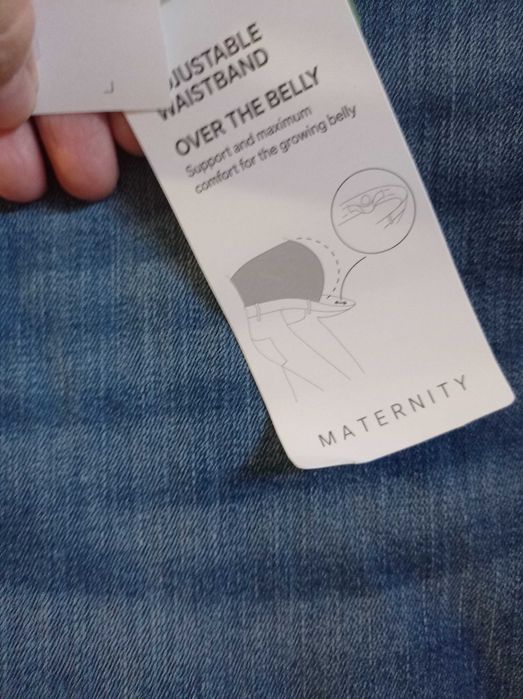 JUSTABLE
WAISTBAND
OVER THE BELLY
Support and maximum
comfort for the growing belly
MATERNITY